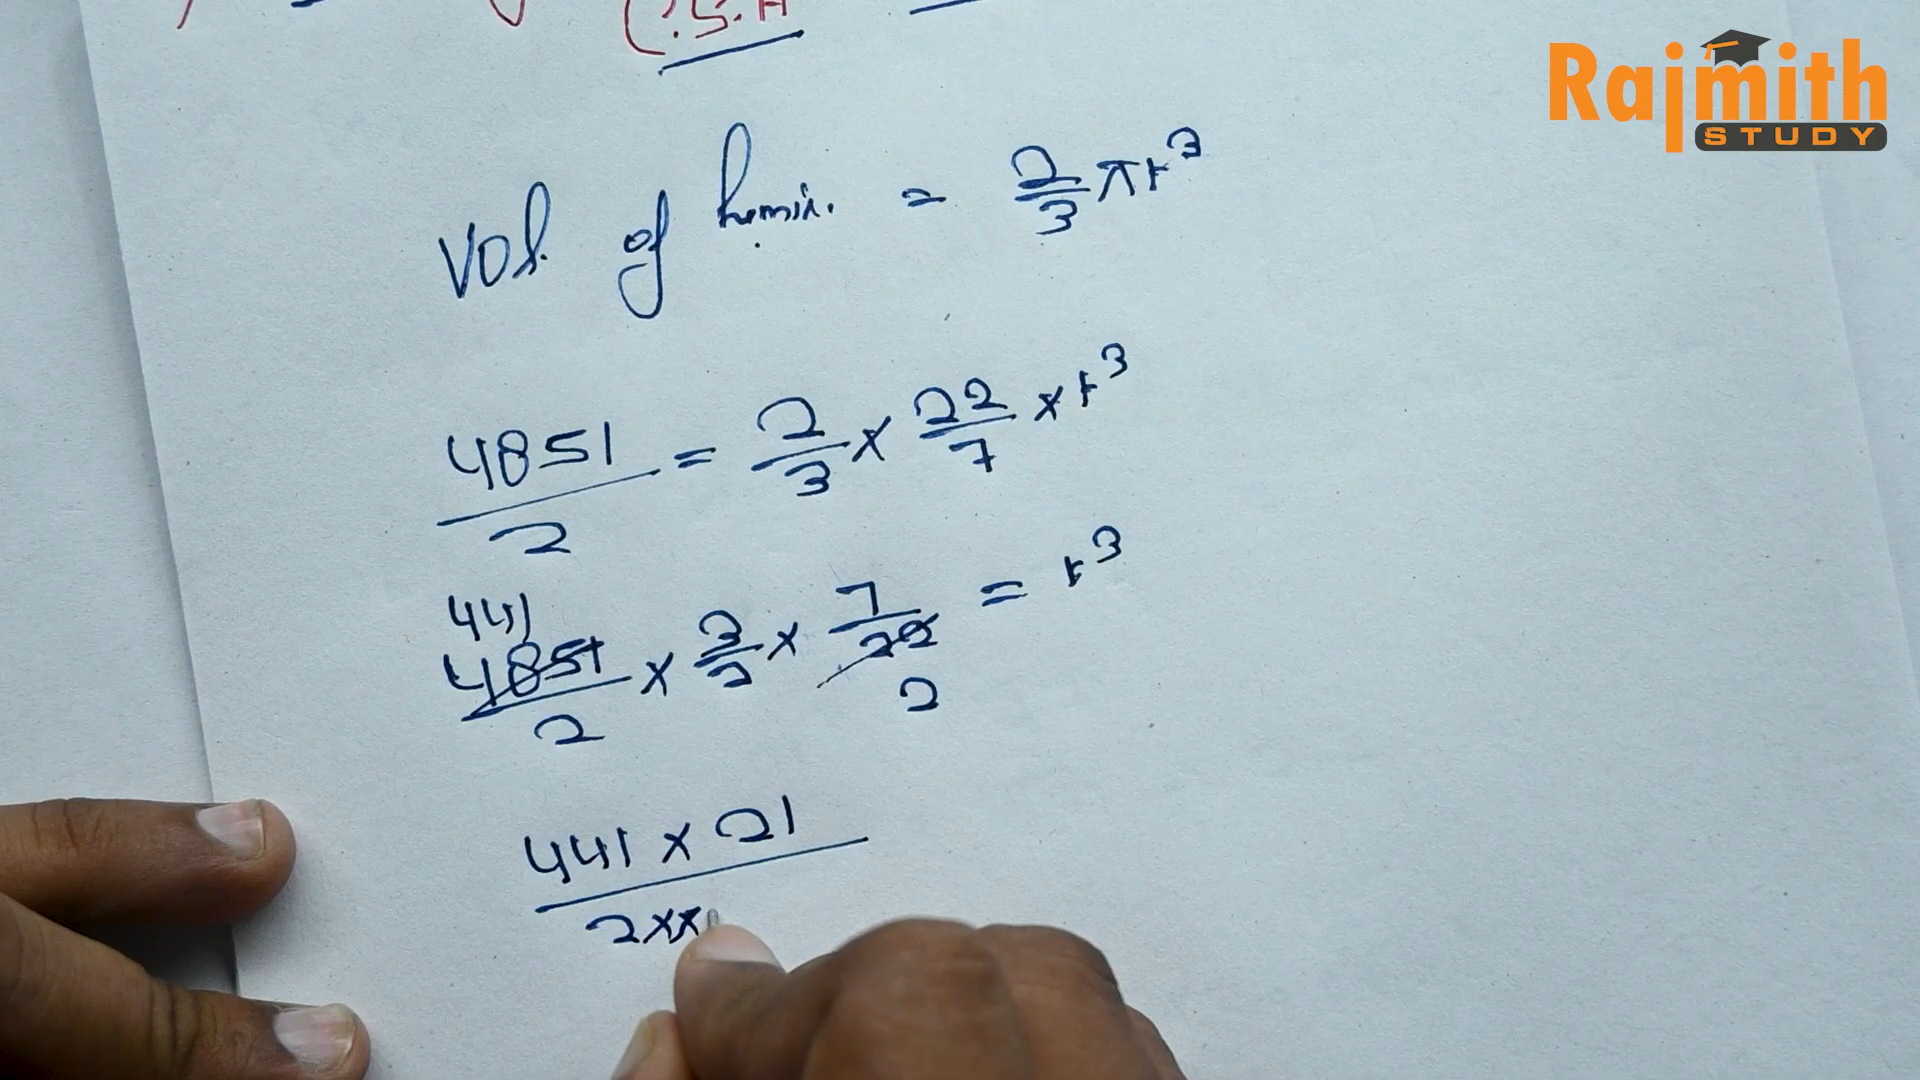 (C.S.A
Rajmith
STUDY
Vol. of hemis. = 2/3 πr³
4851/2 = 2/3 × 22/7 × r³
441
4851/2 × 3/2 × 7/22 = r³
2
441 × 21
2××